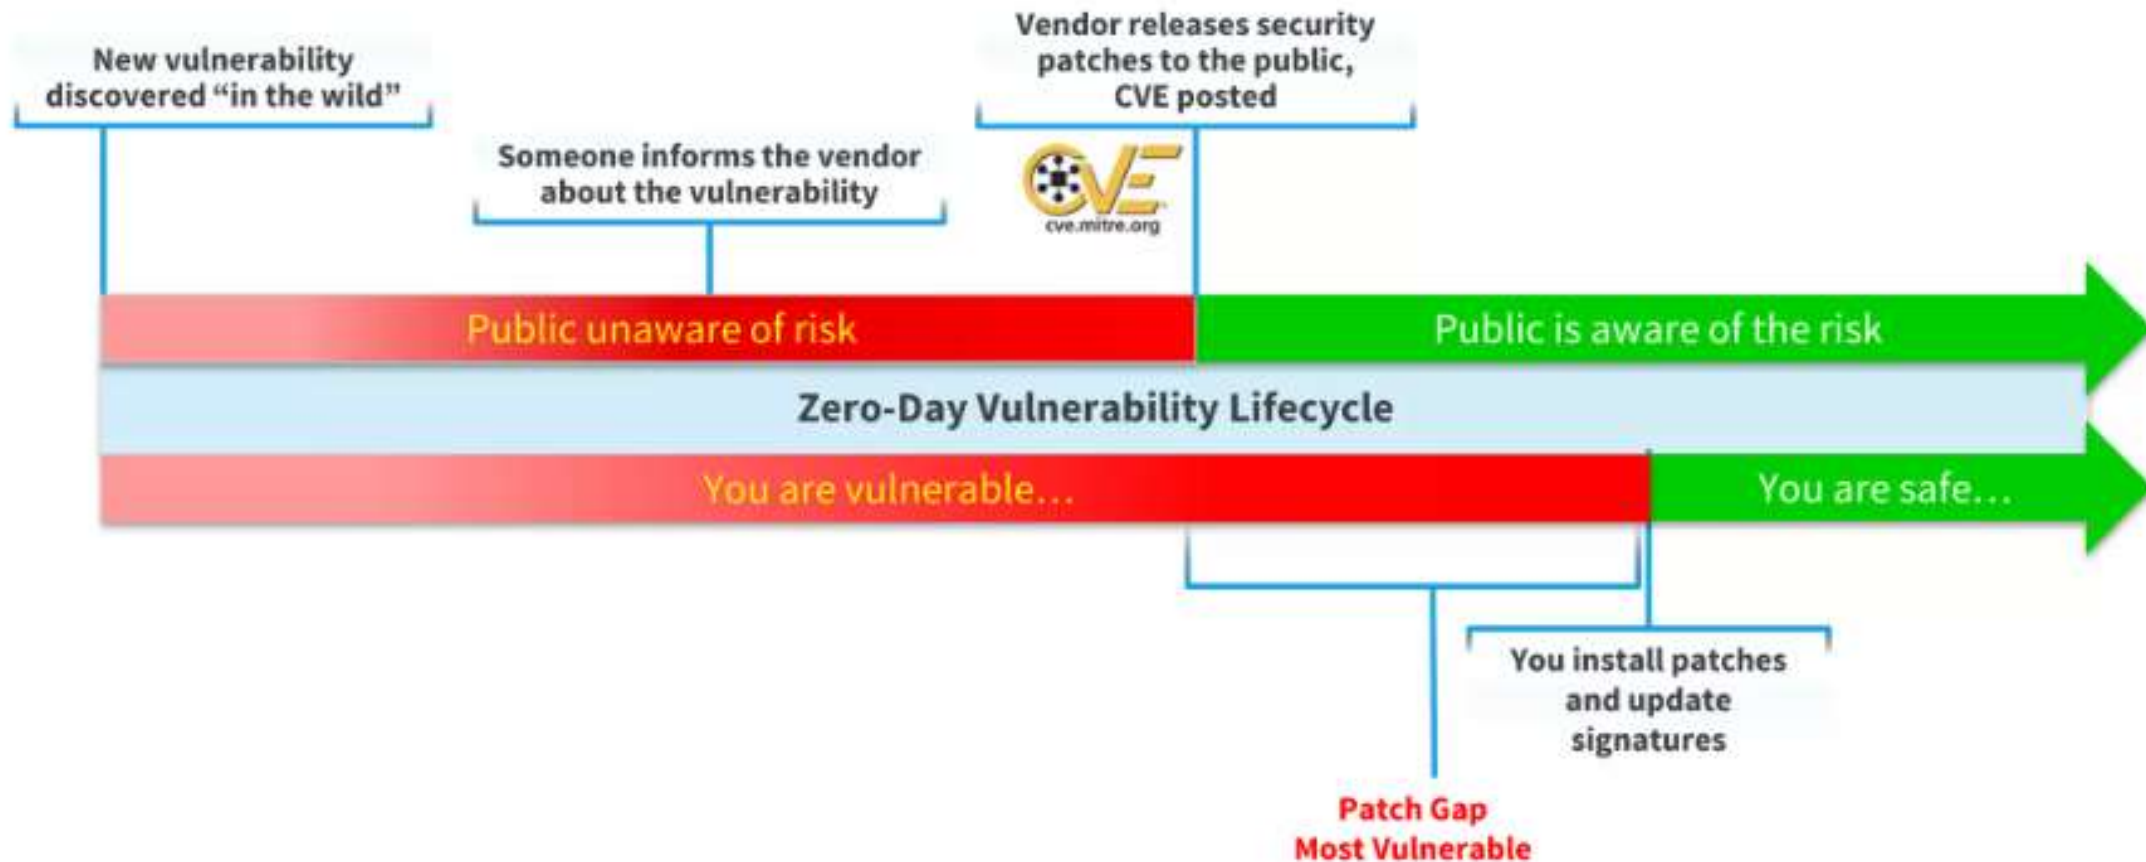 New vulnerability
discovered “in the wild”
Someone informs the vendor
about the vulnerability
Vendor releases security
patches to the public,
CVE posted
CVE
cve.mitre.org
Public unaware of risk
Public is aware of the risk
Zero-Day Vulnerability Lifecycle
You are vulnerable...
You are safe...
You install patches
and update
signatures
Patch Gap
Most Vulnerable